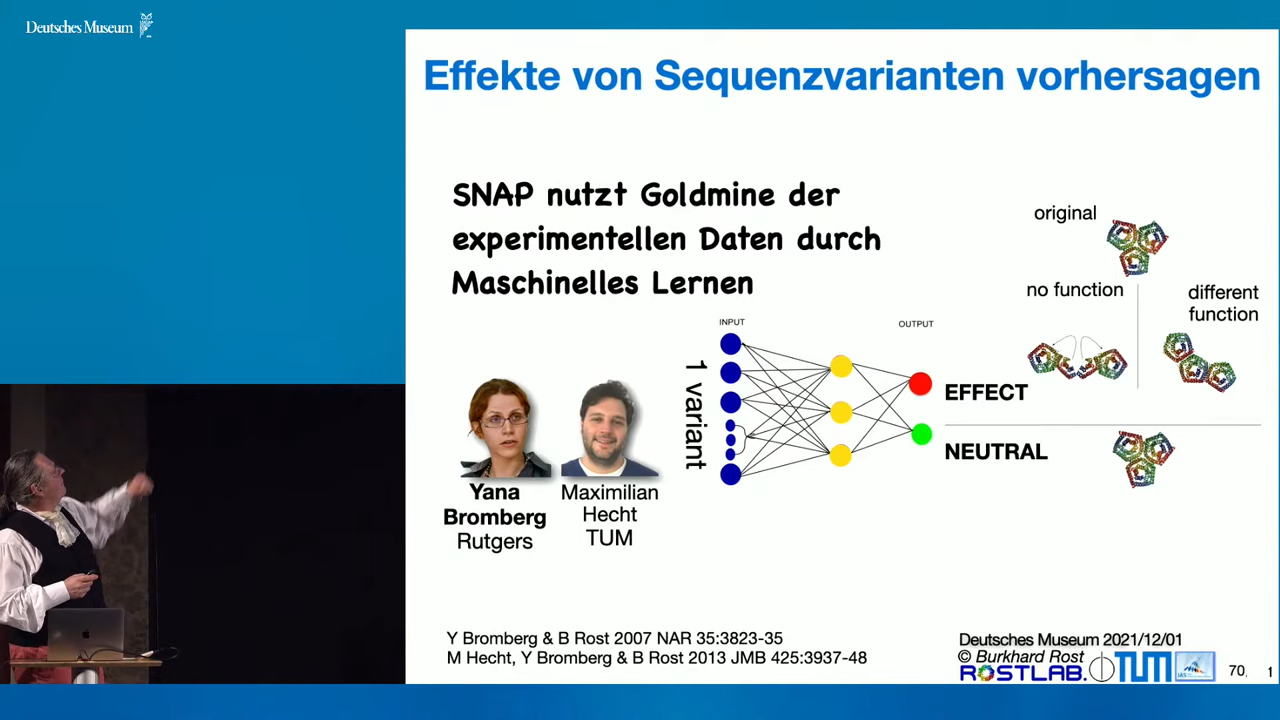 Deutsches Museum
Effekte von Sequenzvarianten vorhersagen
SNAP nutzt Goldmine der
experimentellen Daten durch
Maschinelles Lernen
original
no function
different
function
INPUT
OUTPUT
1 variant
EFFECT
NEUTRAL
Yana
Bromberg
Rutgers
Maximilian
Hecht
TUM
Y Bromberg & B Rost 2007 NAR 35:3823-35
M Hecht, Y Bromberg & B Rost 2013 JMB 425:3937-48
Deutsches Museum 2021/12/01
© Burkhard Rost
ROSTLAB.
TUM
IAS
70.
1